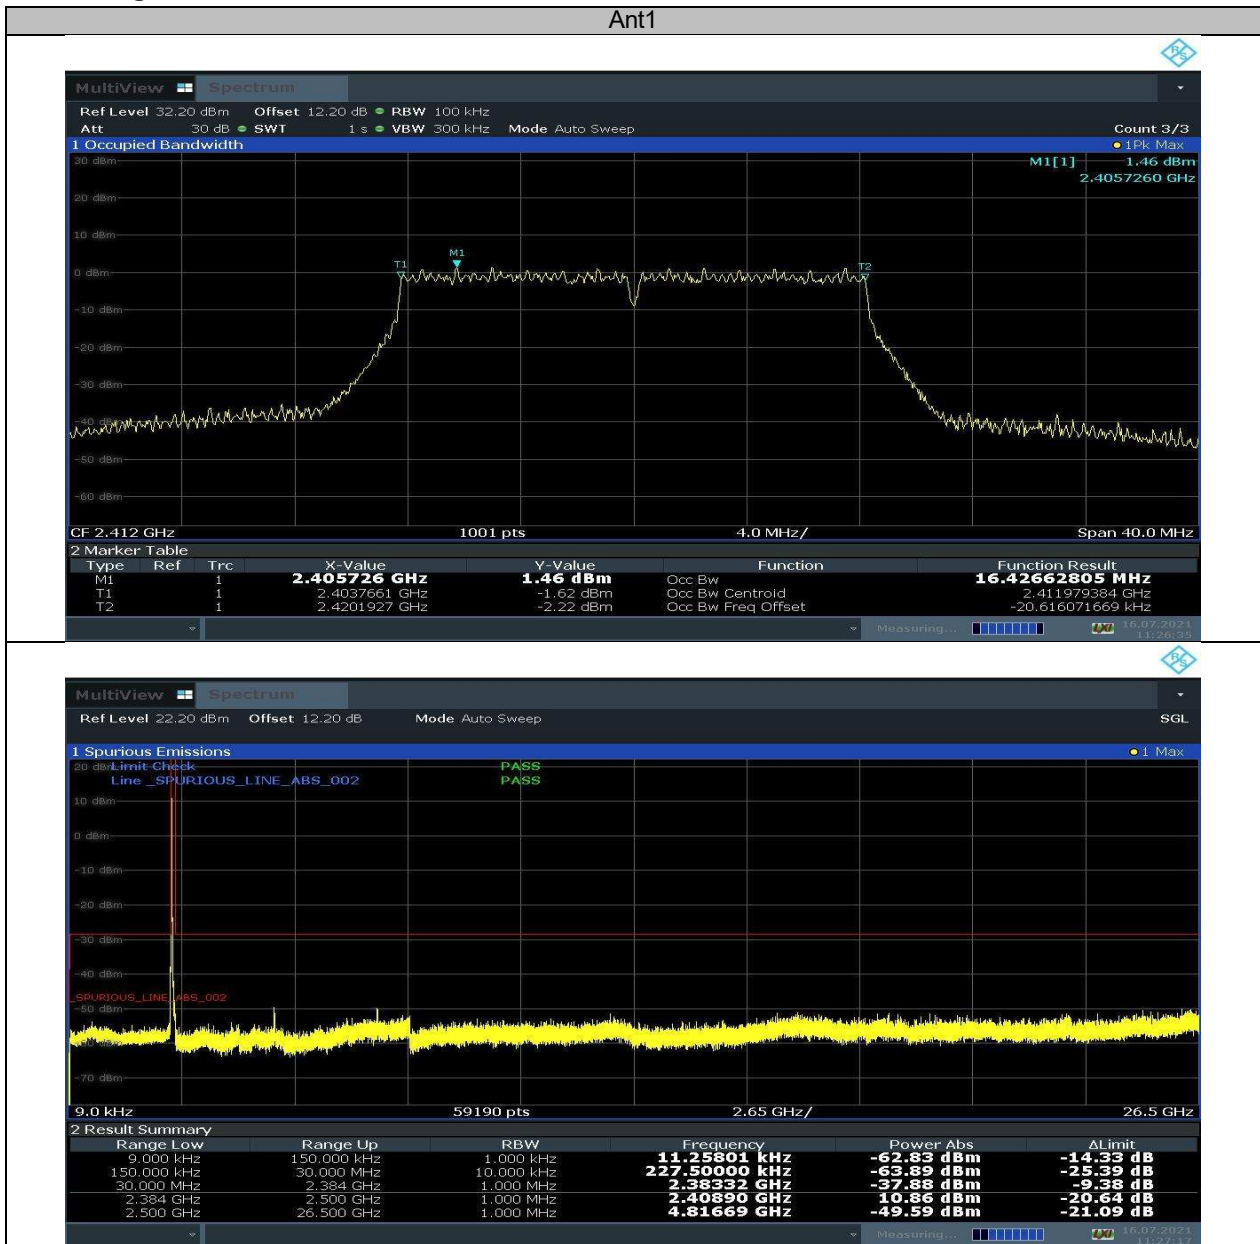 Ant1
MultiView Spectrum
Ref Level 32.20 dBm Offset 12.20 dB RBW 100 kHz
Att 30 dB SWT 1 s VBW 300 kHz Mode Auto Sweep Count 3/3
1 Occupied Bandwidth 1Pk Max
30 dBm M1[1] 1.46 dBm
2.4057260 GHz
20 dBm
10 dBm
M1
T1 T2
0 dBm
-10 dBm
-20 dBm
-30 dBm
-40 dBm
-50 dBm
-60 dBm
CF 2.412 GHz 1001 pts 4.0 MHz/ Span 40.0 MHz
2 Marker Table
Type Ref Trc X-Value Y-Value Function Function Result
M1 1 2.405726 GHz 1.46 dBm Occ Bw 16.42662805 MHz
T1 1 2.4037661 GHz -1.62 dBm Occ Bw Centroid 2.411979384 GHz
T2 1 2.4201927 GHz -2.22 dBm Occ Bw Freq Offset -20.616071669 kHz
Measuring... 16.07.2021
11:26:35
MultiView Spectrum
Ref Level 22.20 dBm Offset 12.20 dB Mode Auto Sweep SGL
1 Spurious Emissions 1 Max
20 dBm Limit Check PASS
Line _SPURIOUS_LINE_ABS_002 PASS
10 dBm
0 dBm
-10 dBm
-20 dBm
-30 dBm
-40 dBm
_SPURIOUS_LINE_ABS_002
-50 dBm
-60 dBm
-70 dBm
9.0 kHz 59190 pts 2.65 GHz/ 26.5 GHz
2 Result Summary
Range Low Range Up RBW Frequency Power Abs ΔLimit
9.000 kHz 150.000 kHz 1.000 kHz 11.25801 kHz -62.83 dBm -14.33 dB
150.000 kHz 30.000 MHz 10.000 kHz 227.50000 kHz -63.89 dBm -25.39 dB
30.000 MHz 2.384 GHz 1.000 MHz 2.38332 GHz -37.88 dBm -9.38 dB
2.384 GHz 2.500 GHz 1.000 MHz 2.40890 GHz 10.86 dBm -20.64 dB
2.500 GHz 26.500 GHz 1.000 MHz 4.81669 GHz -49.59 dBm -21.09 dB
Measuring... 16.07.2021
11:27:17